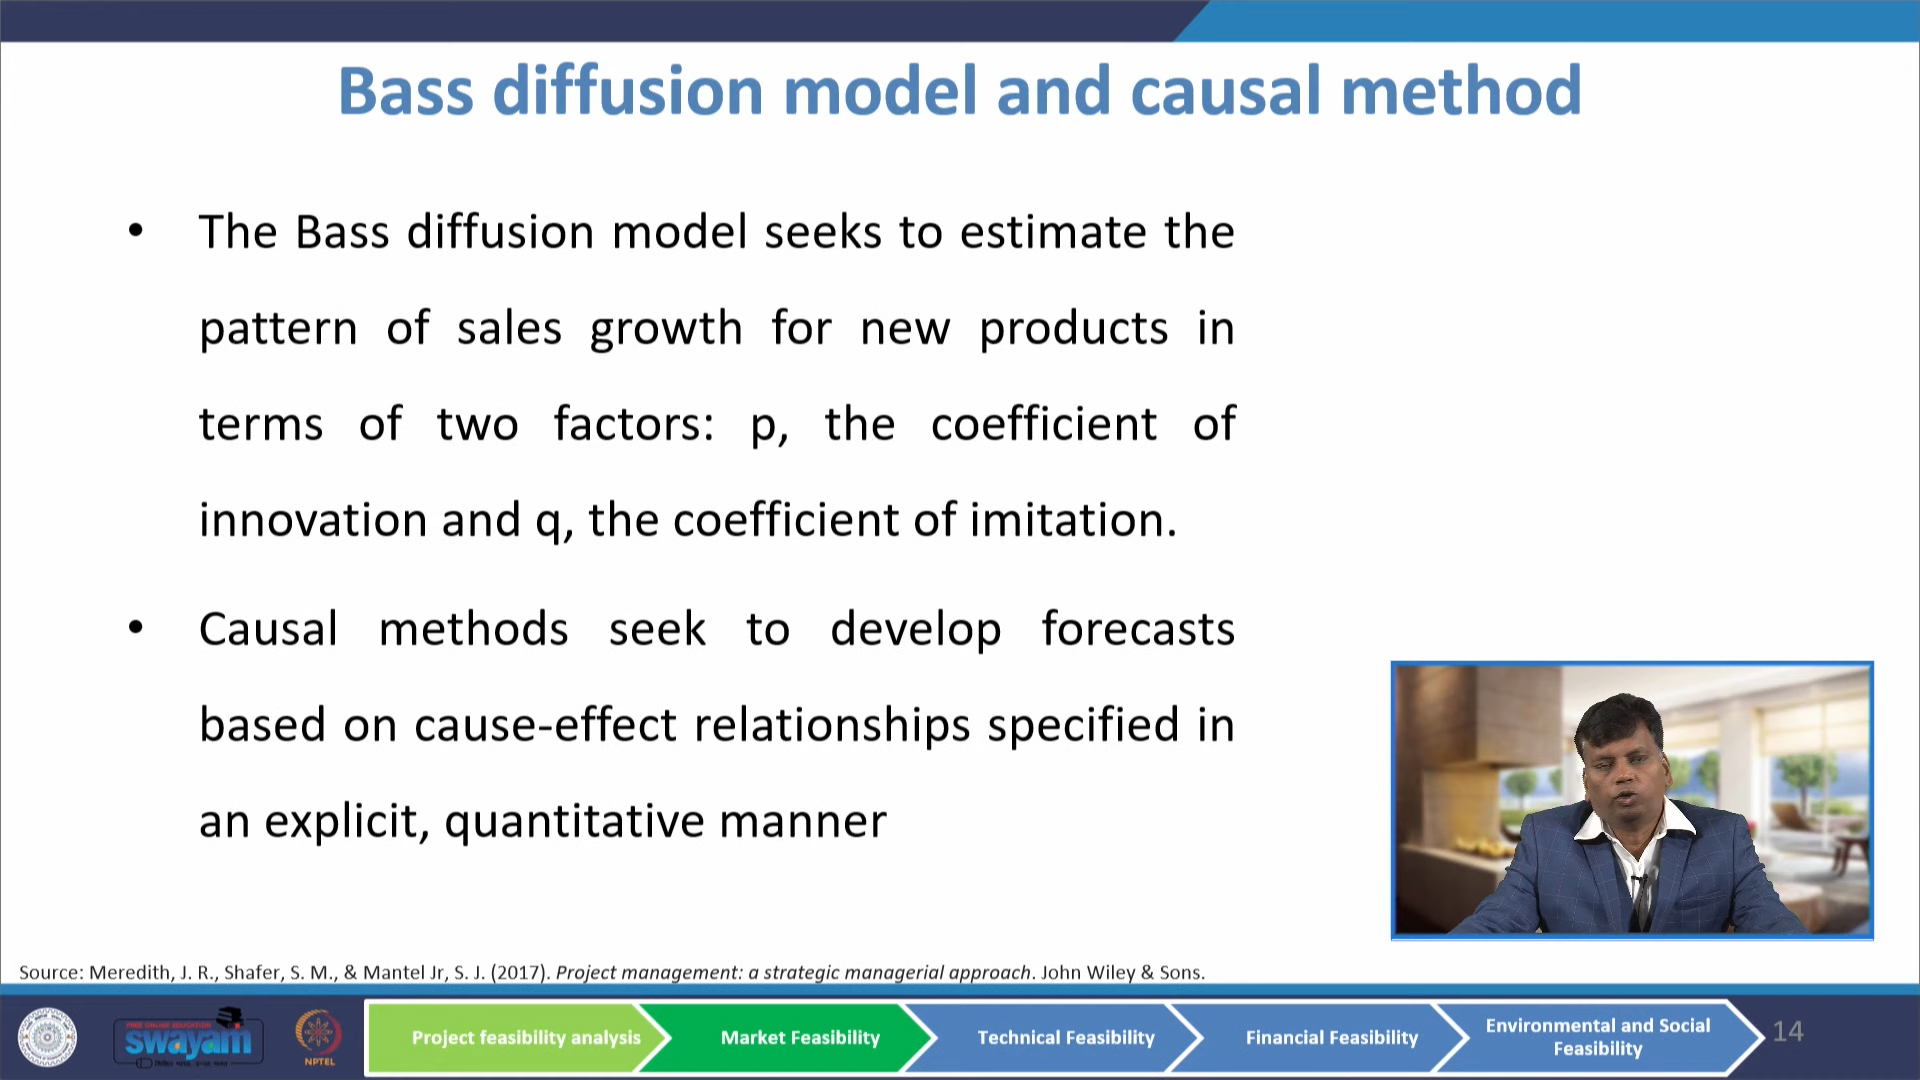 Bass diffusion model and causal method
• The Bass diffusion model seeks to estimate the
pattern of sales growth for new products in
terms of two factors: p, the coefficient of
innovation and q, the coefficient of imitation.
• Causal methods seek to develop forecasts
based on cause-effect relationships specified in
an explicit, quantitative manner
Source: Meredith, J. R., Shafer, S. M., & Mantel Jr, S. J. (2017). Project management: a strategic managerial approach. John Wiley & Sons.
FREE ONLINE EDUCATION
swayam
NPTEL
Project feasibility analysis
Market Feasibility
Technical Feasibility
Financial Feasibility
Environmental and Social
Feasibility
14